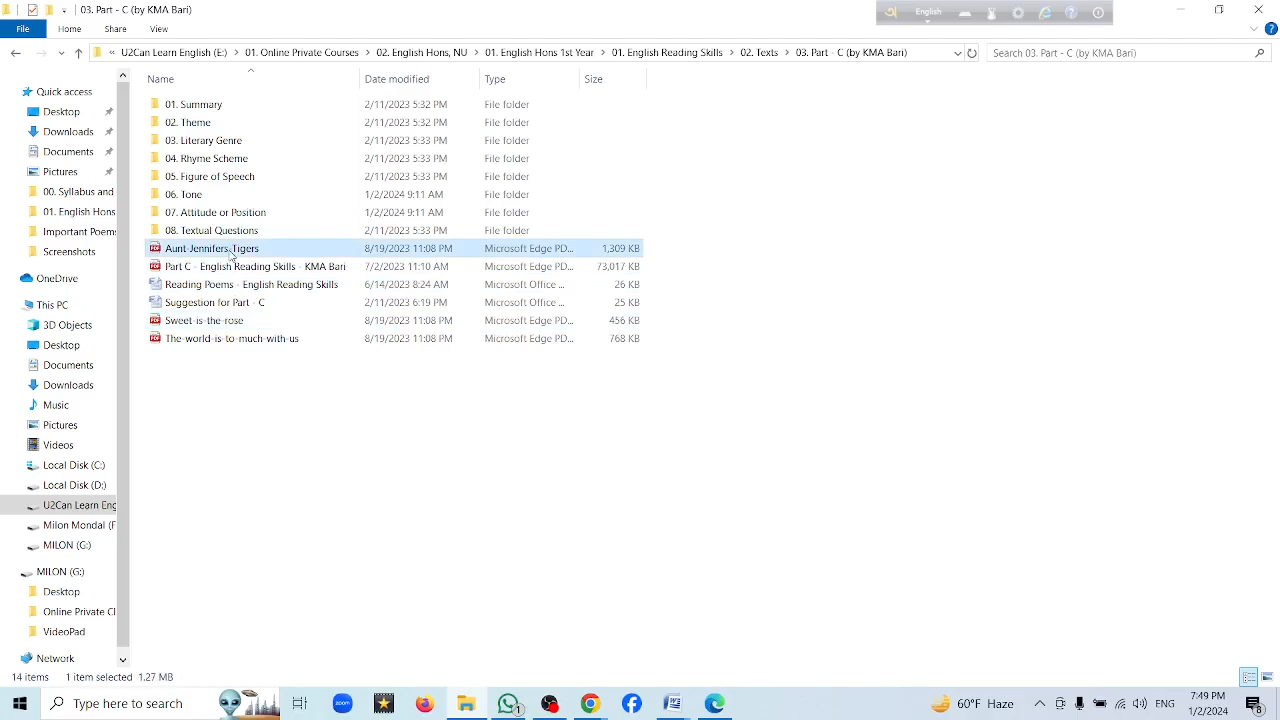 03. Part - C (by KMA Bari)
English
File Home Share View
« U2Can Learn English (E:) > 01. Online Private Courses > 02. English Hons, NU > 01. English Hons 1st Year > 01. English Reading Skills > 02. Texts > 03. Part - C (by KMA Bari)
Search 03. Part - C (by KMA Bari)
Name Date modified Type Size
Quick access
Desktop
Downloads
Documents
Pictures
00. Syllabus and
01. English Hons
Important Poems
Screenshots
OneDrive
This PC
3D Objects
Desktop
Documents
Downloads
Music
Pictures
Videos
Local Disk (C:)
Local Disk (D:)
U2Can Learn Eng
Milon Mondal (F
MILON (G:)
MILON (G:)
Desktop
Online Private Cl
VideoPad
Network
01. Summary 2/11/2023 5:32 PM File folder
02. Theme 2/11/2023 5:32 PM File folder
03. Literary Genre 2/11/2023 5:33 PM File folder
04. Rhyme Scheme 2/11/2023 5:33 PM File folder
05. Figure of Speech 2/11/2023 5:33 PM File folder
06. Tone 1/2/2024 9:11 AM File folder
07. Attitude or Position 1/2/2024 9:11 AM File folder
08. Textual Questions 2/11/2023 5:33 PM File folder
Aunt-Jennifers-Tigers 8/19/2023 11:08 PM Microsoft Edge PD... 1,309 KB
Part C - English Reading Skills - KMA Bari 7/2/2023 11:10 AM Microsoft Edge PD... 73,017 KB
Reading Poems - English Reading Skills 6/14/2023 8:24 AM Microsoft Office ... 26 KB
Suggestion for Part - C 2/11/2023 6:19 PM Microsoft Office ... 25 KB
Sweet-is-the-rose 8/19/2023 11:08 PM Microsoft Edge PD... 456 KB
The-world-is-to-much-with-us 8/19/2023 11:08 PM Microsoft Edge PD... 768 KB
14 items 1 item selected 1.27 MB
Type here to search
zoom
1
60°F Haze
ENG
7:49 PM
1/2/2024
8